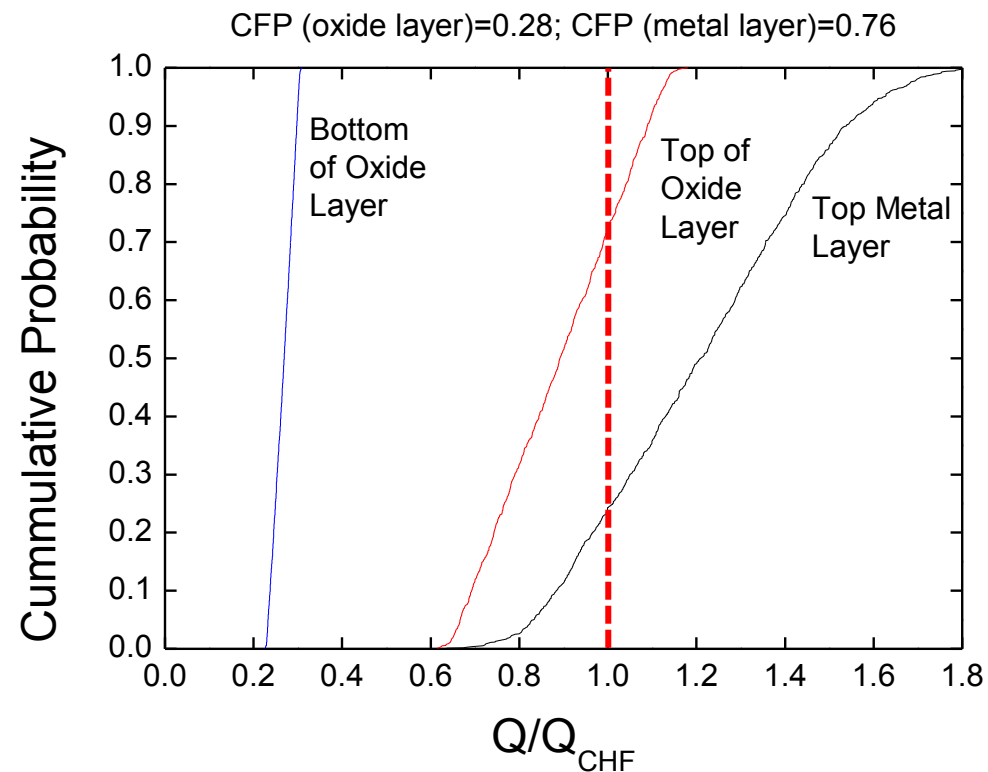 CFP (oxide layer)=0.28; CFP (metal layer)=0.76
Cummulative Probability
1.0
0.9
0.8
0.7
0.6
0.5
0.4
0.3
0.2
0.1
0.0
Bottom
of Oxide
Layer
Top of
Oxide
Layer
Top Metal
Layer
0.0 0.2 0.4 0.6 0.8 1.0 1.2 1.4 1.6 1.8
Q/Q_CHF